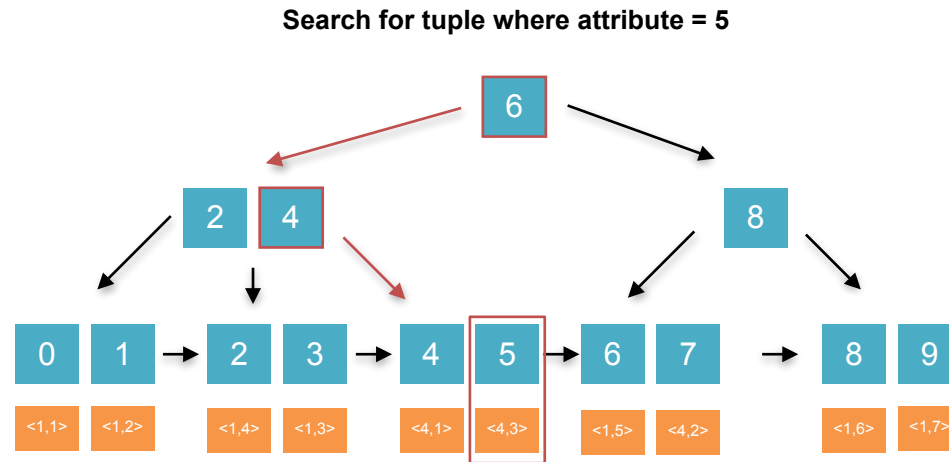 Search for tuple where attribute = 5
6
2 4 8
0 1 2 3 4 5 6 7 8 9
<1,1> <1,2> <1,4> <1,3> <4,1> <4,3> <1,5> <4,2> <1,6> <1,7>